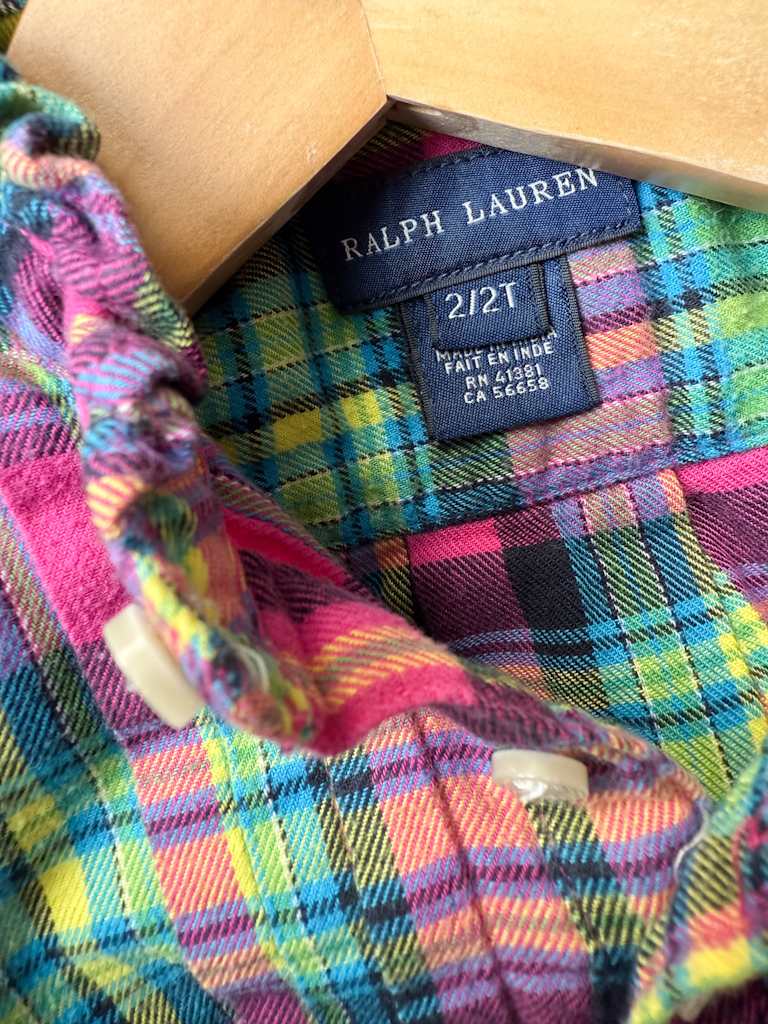 RALPH LAUREN
2/2T
FAIT EN INDE
RN 41381
CA 56658